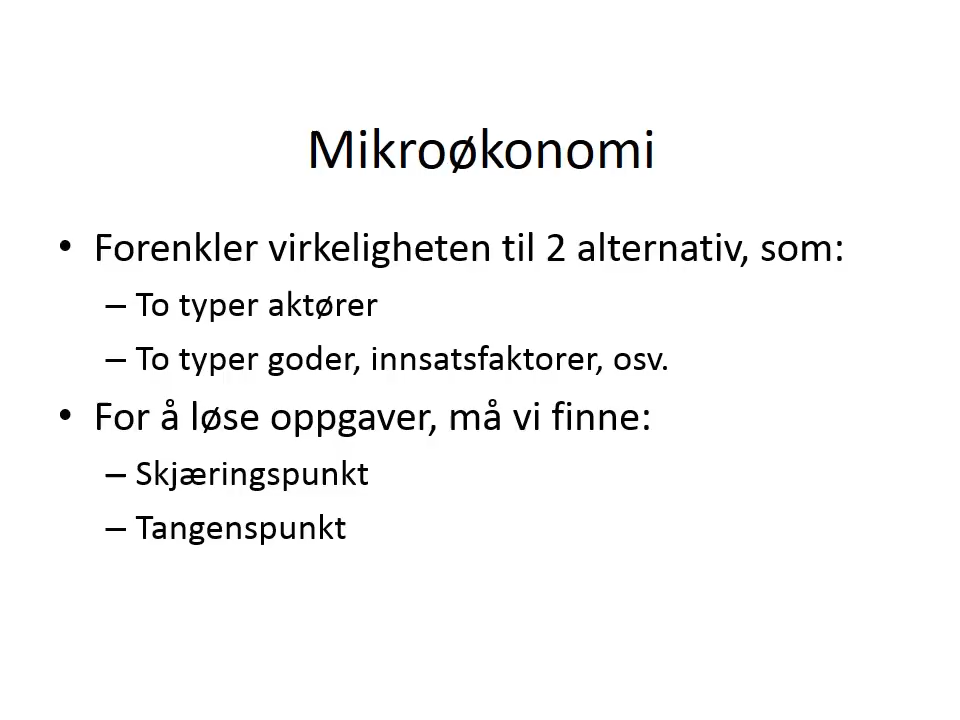 Mikroøkonomi
• Forenkler virkeligheten til 2 alternativ, som:
– To typer aktører
– To typer goder, innsatsfaktorer, osv.
• For å løse oppgaver, må vi finne:
– Skjæringspunkt
– Tangenspunkt